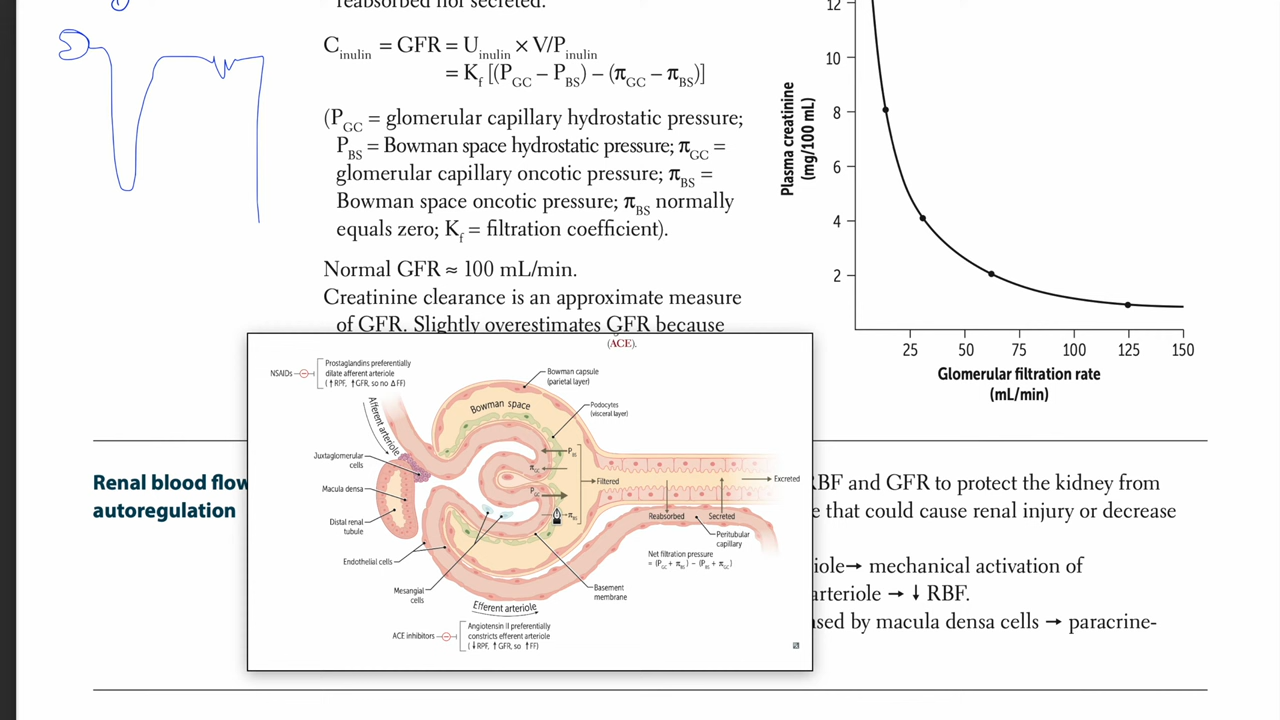 reabsorbed nor secreted.
C_inulin = GFR = U_inulin × V/P_inulin
= K_f [(P_GC – P_BS) – (π_GC – π_BS)]
(P_GC = glomerular capillary hydrostatic pressure;
P_BS = Bowman space hydrostatic pressure; π_GC =
glomerular capillary oncotic pressure; π_BS =
Bowman space oncotic pressure; π_BS normally
equals zero; K_f = filtration coefficient).
Normal GFR ≈ 100 mL/min.
Creatinine clearance is an approximate measure
of GFR. Slightly overestimates GFR because
12
10
8
6
4
2
Plasma creatinine
(mg/100 mL)
25 50 75 100 125 150
Glomerular filtration rate
(mL/min)
(ACE).
NSAIDs
Prostaglandins preferentially
dilate afferent arteriole
(↑RPF, ↑GFR, so no ΔFF)
Afferent arteriole
Bowman capsule
(parietal layer)
Bowman space
Podocytes
(visceral layer)
Juxtaglomerular
cells
Macula densa
Distal renal
tubule
Endothelial cells
Mesangial
cells
P_BS
π_GC
P_GC
π_BS
Filtered
Excreted
Reabsorbed
Secreted
Peritubular
capillary
Net filtration pressure
= (P_GC + π_BS) – (P_BS + π_GC)
Basement
membrane
Efferent arteriole
ACE inhibitors
Angiotensin II preferentially
constricts efferent arteriole
(↓RPF, ↑GFR, so ↑FF)
Renal blood flow
autoregulation
RBF and GFR to protect the kidney from
that could cause renal injury or decrease
→ mechanical activation of
arteriole → ↓ RBF.
by macula densa cells → paracrine-